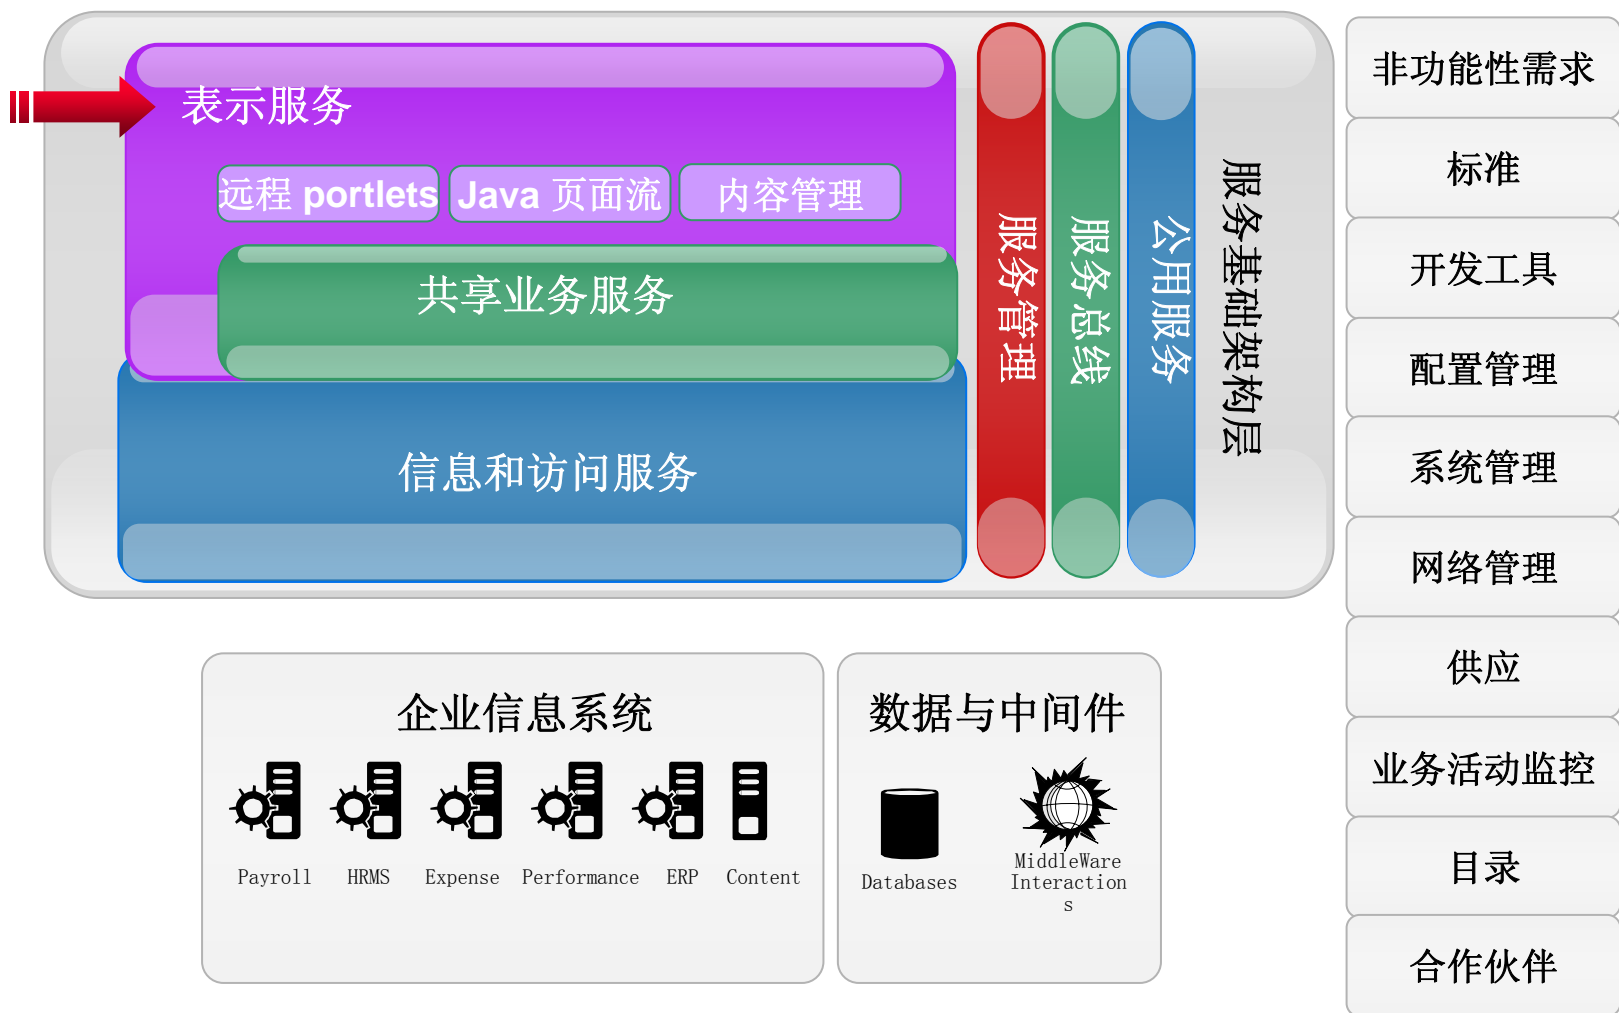 表示服务
远程 portlets
Java 页面流
内容管理
共享业务服务
信息和访问服务
服务管理
服务总线
公用服务
服务基础架构层
企业信息系统
Payroll
HRMS
Expense
Performance
ERP
Content
数据与中间件
Databases
MiddleWare
Interaction
s
非功能性需求
标准
开发工具
配置管理
系统管理
网络管理
供应
业务活动监控
目录
合作伙伴